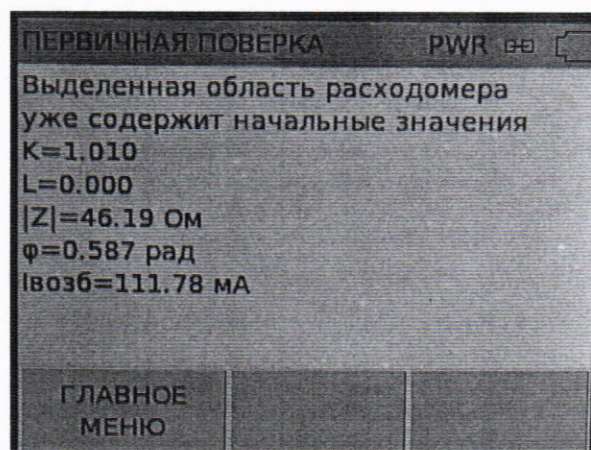 ПЕРВИЧНАЯ ПОВЕРКА PWR
Выделенная область расходомера
уже содержит начальные значения
K=1.010
L=0.000
|Z|=46.19 Ом
φ=0.587 рад
Iвозб=111.78 мА
ГЛАВНОЕ
МЕНЮ